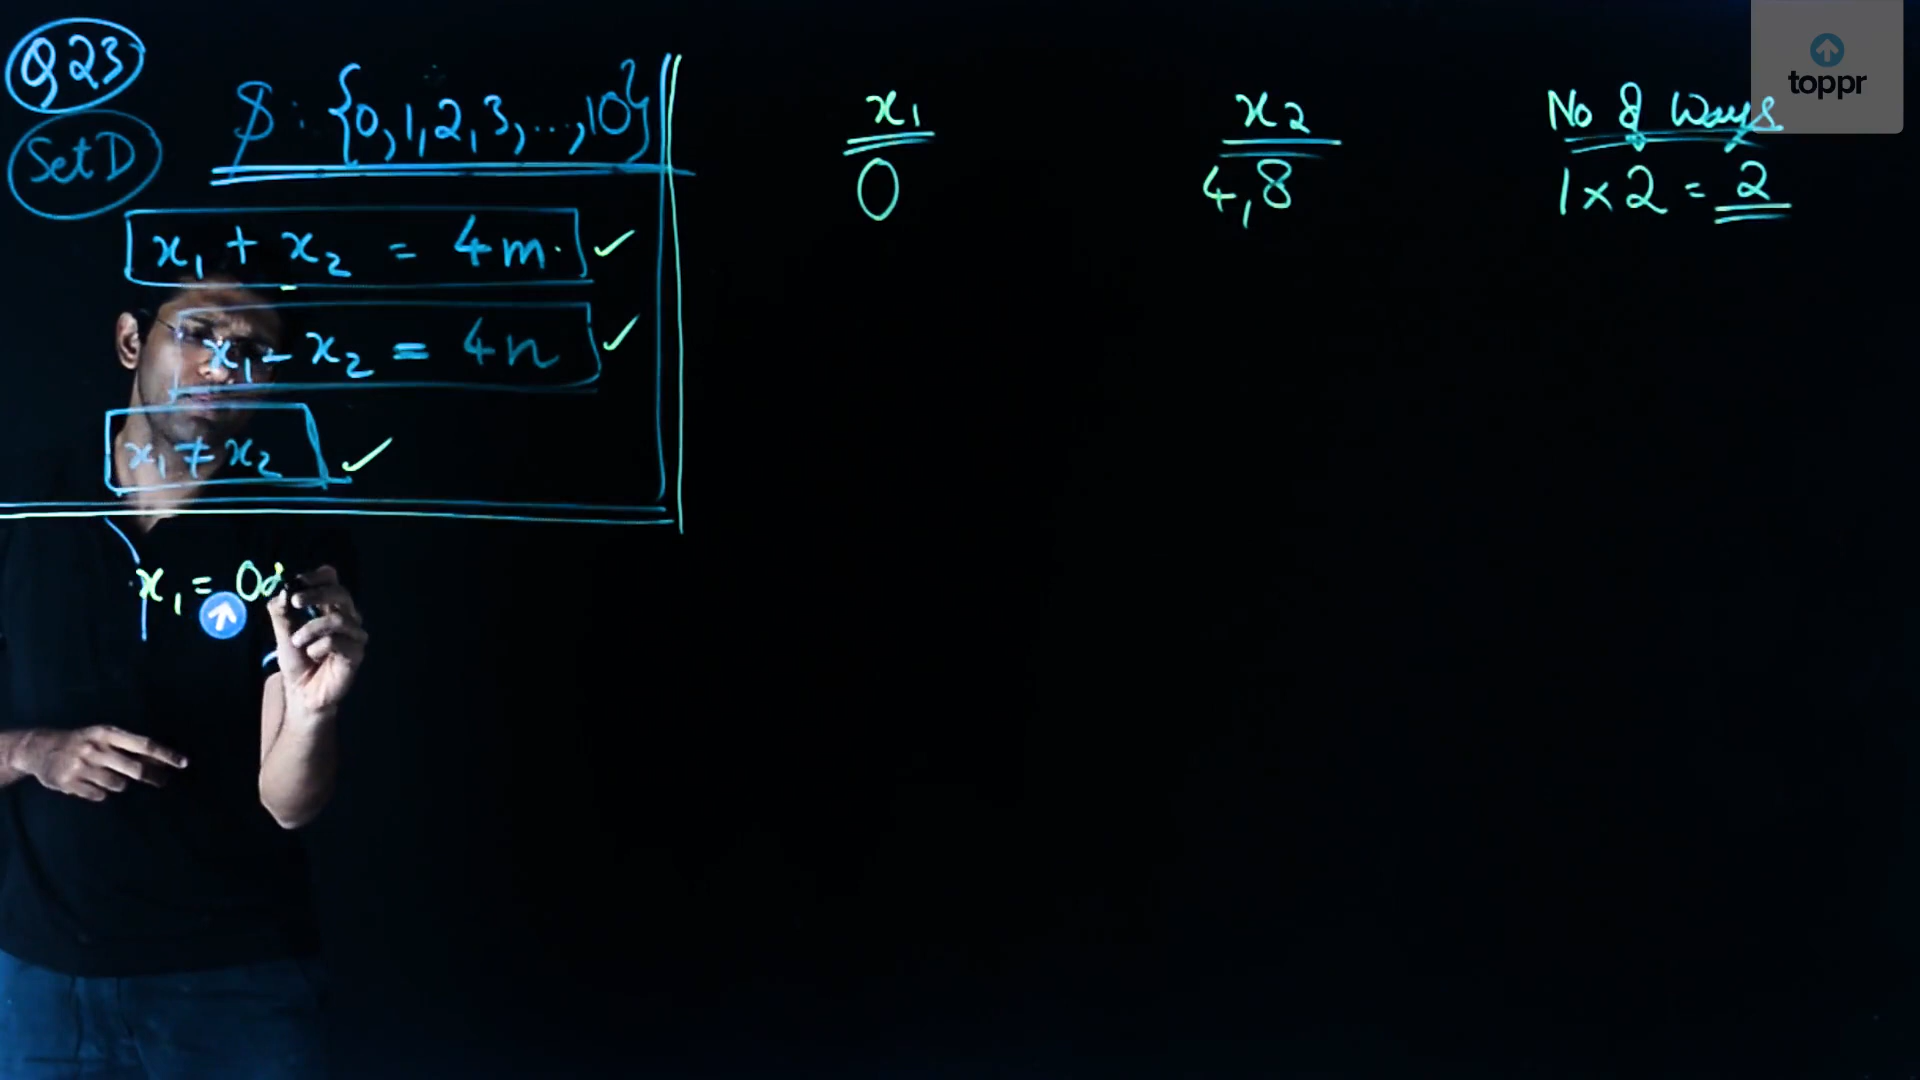 Q 23
Set D
$ : {0, 1, 2, 3, ..., 10}
x₁ + x₂ = 4m.
x₁ - x₂ = 4n
x₁ ≠ x₂
x₁ = Od
x₁
x₂
No of Ways
0
4, 8
1 x 2 = 2
toppr